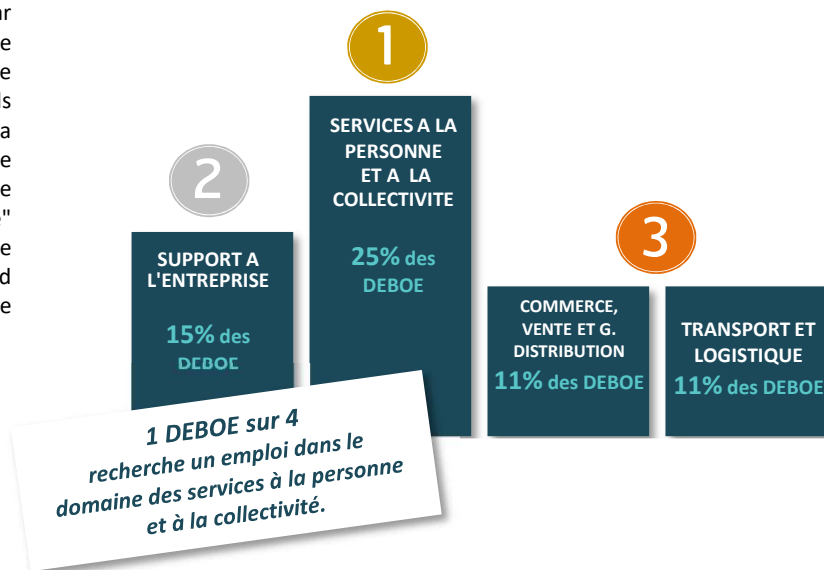 ar
e
e
ls
a
e
e
"
e
d
e
1
SERVICES A LA
PERSONNE
ET A LA
COLLECTIVITE
25% des
DEBOE
2
SUPPORT A
L'ENTREPRISE
15% des
DEBOE
3
COMMERCE,
VENTE ET G.
DISTRIBUTION
11% des DEBOE
TRANSPORT ET
LOGISTIQUE
11% des DEBOE
1 DEBOE sur 4
recherche un emploi dans le
domaine des services à la personne
et à la collectivité.